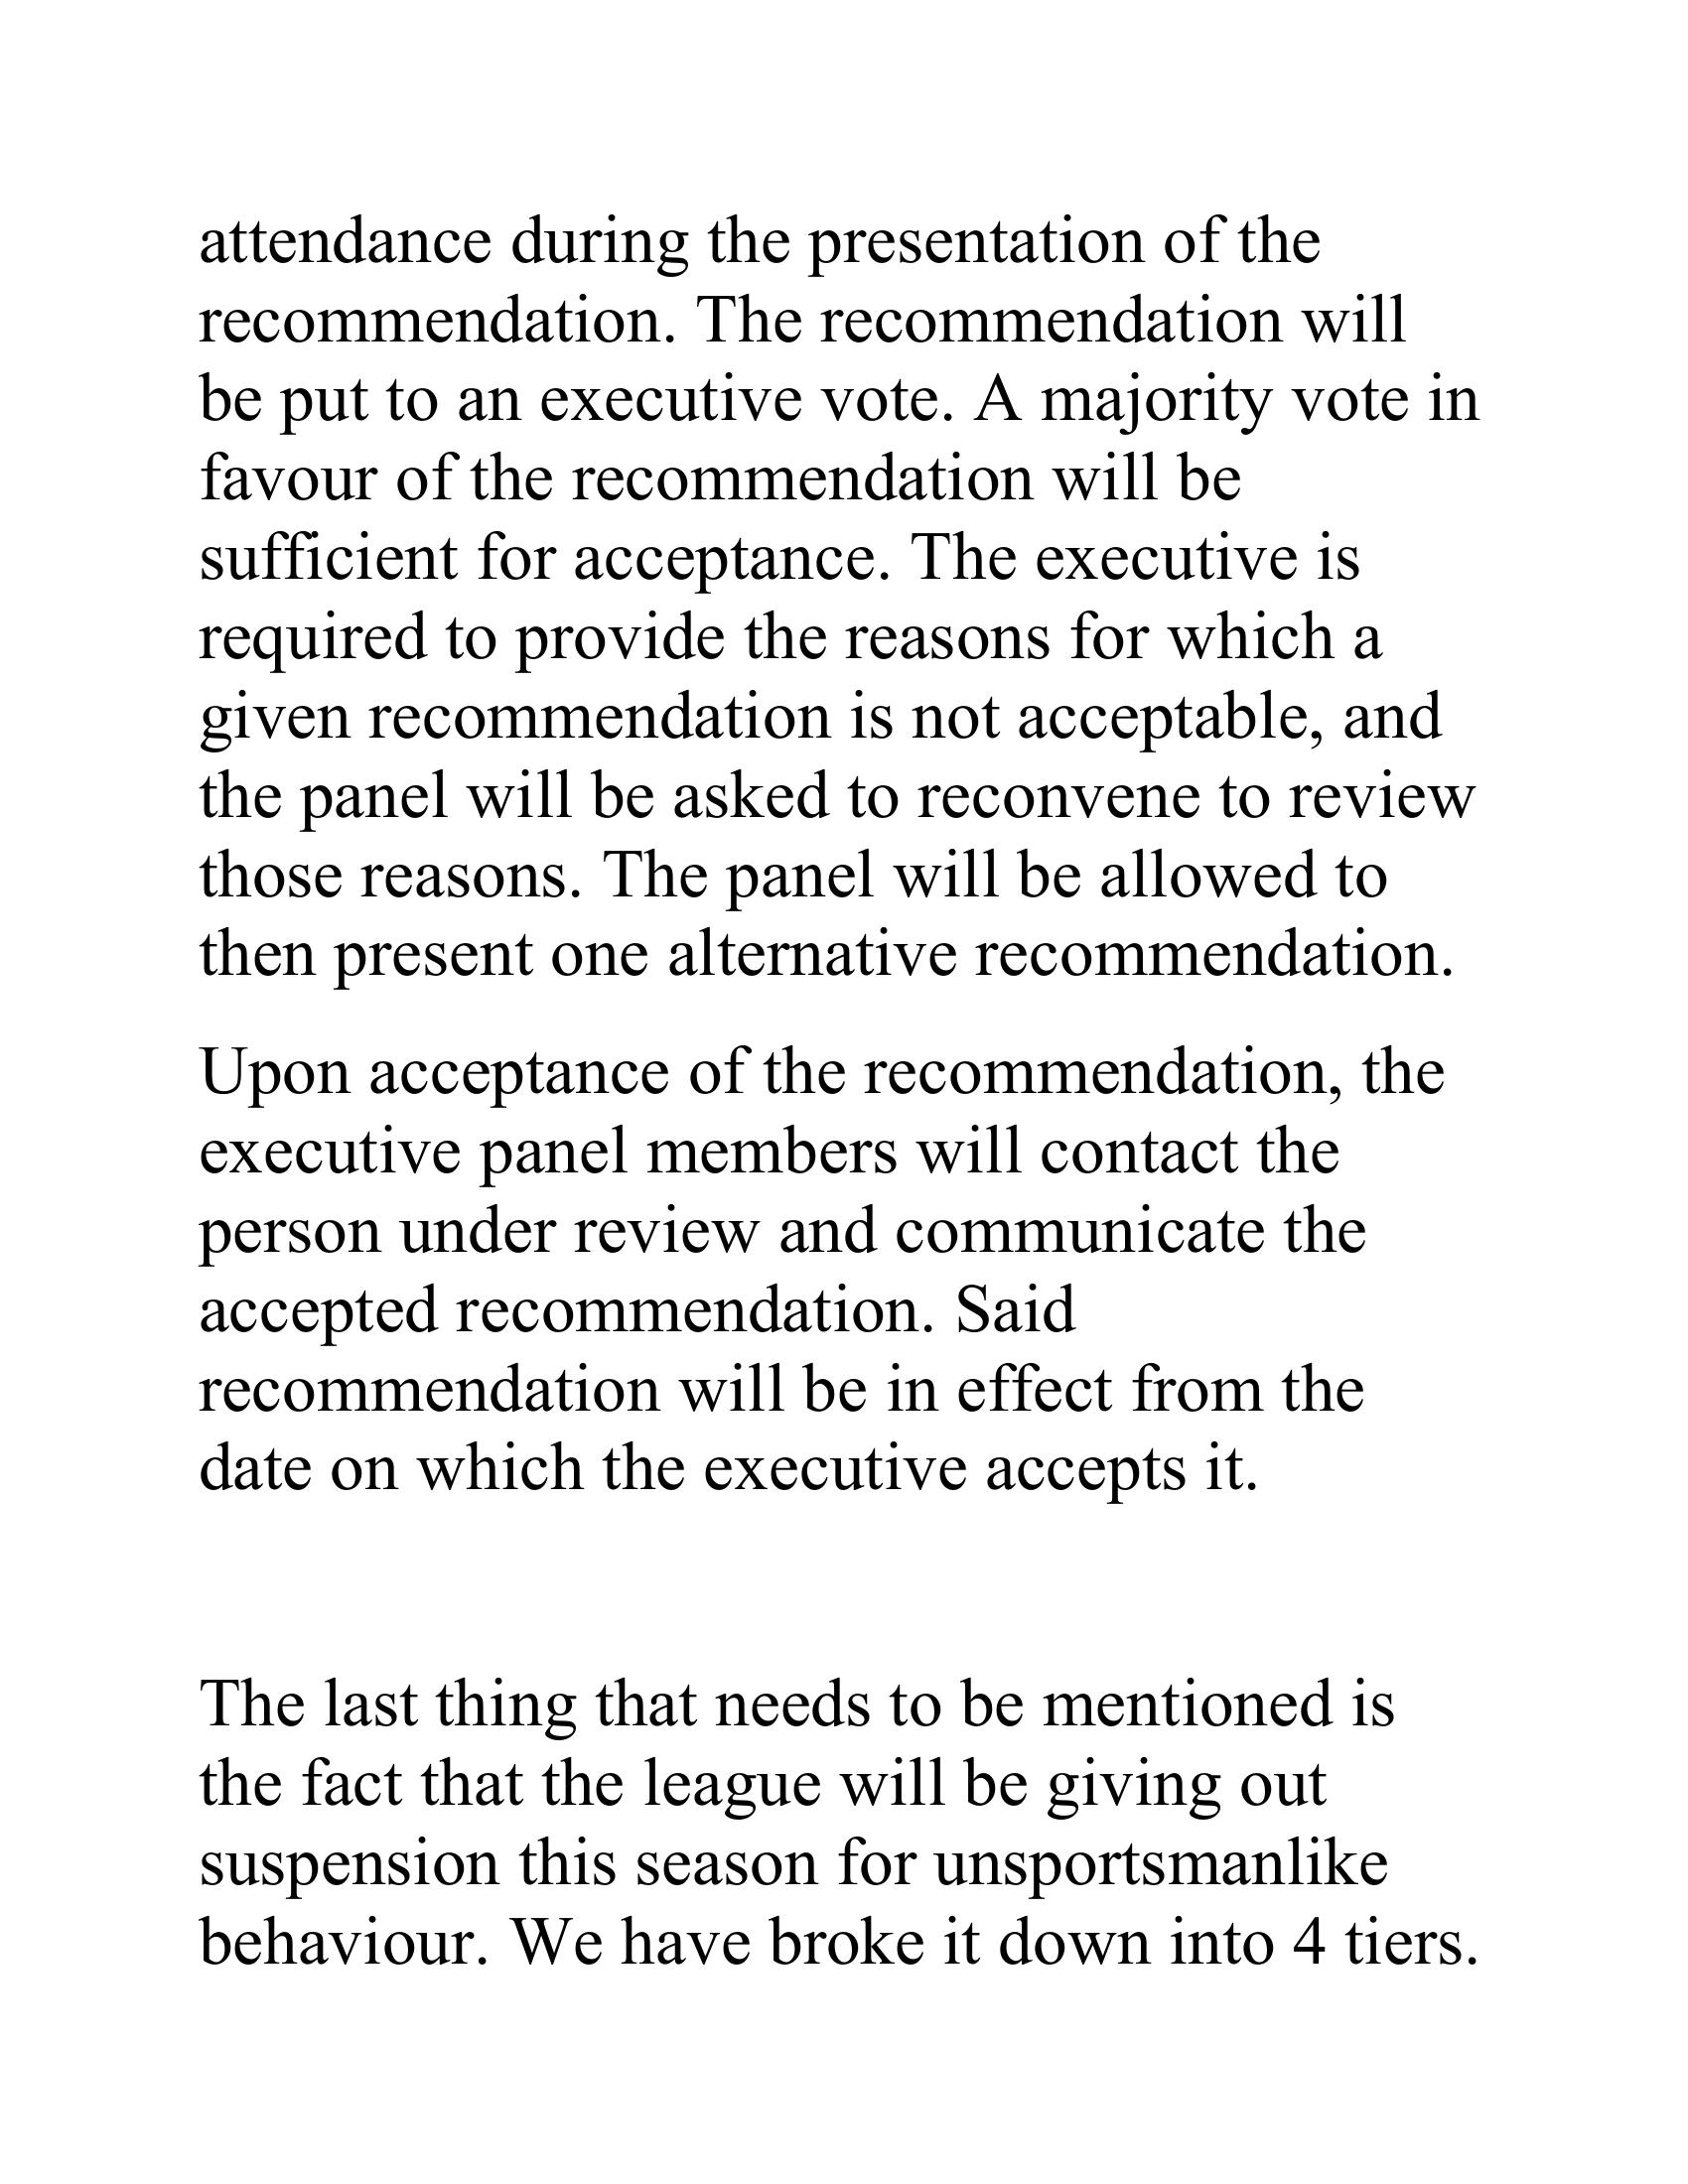 attendance during the presentation of the
recommendation. The recommendation will
be put to an executive vote. A majority vote in
favour of the recommendation will be
sufficient for acceptance. The executive is
required to provide the reasons for which a
given recommendation is not acceptable, and
the panel will be asked to reconvene to review
those reasons. The panel will be allowed to
then present one alternative recommendation.
Upon acceptance of the recommendation, the
executive panel members will contact the
person under review and communicate the
accepted recommendation. Said
recommendation will be in effect from the
date on which the executive accepts it.
The last thing that needs to be mentioned is
the fact that the league will be giving out
suspension this season for unsportsmanlike
behaviour. We have broke it down into 4 tiers.